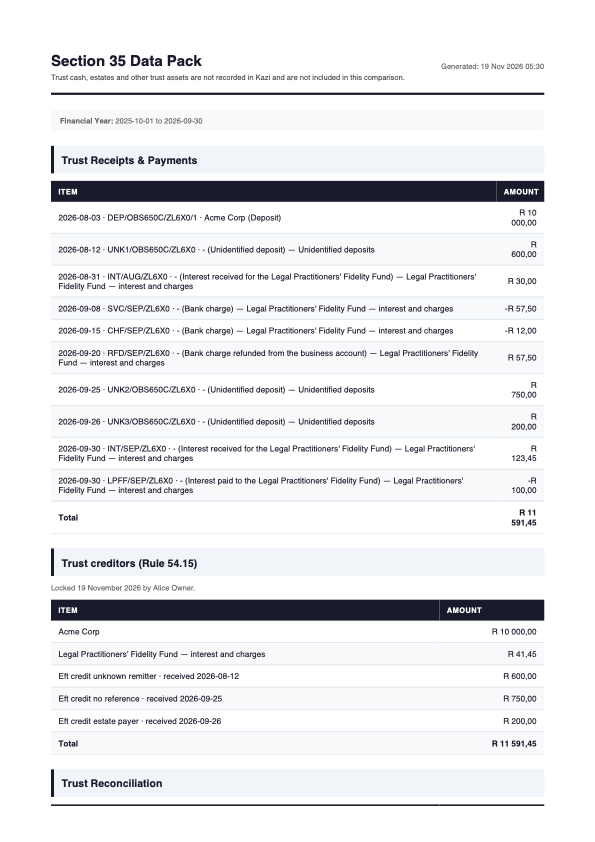 Section 35 Data Pack
Generated: 19 Nov 2026 05:30
Trust cash, estates and other trust assets are not recorded in Kazi and are not included in this comparison.
Financial Year: 2025-10-01 to 2026-09-30
Trust Receipts & Payments
ITEM AMOUNT
2026-08-03 · DEP/OBS650C/ZL6X0/1 · Acme Corp (Deposit) R 10
000,00
2026-08-12 · UNK1/OBS650C/ZL6X0 · - (Unidentified deposit) — Unidentified deposits R
600,00
2026-08-31 · INT/AUG/ZL6X0 · - (Interest received for the Legal Practitioners' Fidelity Fund) — Legal Practitioners' R 30,00
Fidelity Fund — interest and charges
2026-09-08 · SVC/SEP/ZL6X0 · - (Bank charge) — Legal Practitioners' Fidelity Fund — interest and charges -R 57,50
2026-09-15 · CHF/SEP/ZL6X0 · - (Bank charge) — Legal Practitioners' Fidelity Fund — interest and charges -R 12,00
2026-09-20 · RFD/SEP/ZL6X0 · - (Bank charge refunded from the business account) — Legal Practitioners' Fidelity R 57,50
Fund — interest and charges
2026-09-25 · UNK2/OBS650C/ZL6X0 · - (Unidentified deposit) — Unidentified deposits R
750,00
2026-09-26 · UNK3/OBS650C/ZL6X0 · - (Unidentified deposit) — Unidentified deposits R
200,00
2026-09-30 · INT/SEP/ZL6X0 · - (Interest received for the Legal Practitioners' Fidelity Fund) — Legal Practitioners' R
Fidelity Fund — interest and charges 123,45
2026-09-30 · LPFF/SEP/ZL6X0 · - (Interest paid to the Legal Practitioners' Fidelity Fund) — Legal Practitioners' -R
Fidelity Fund — interest and charges 100,00
Total R 11
591,45
Trust creditors (Rule 54.15)
Locked 19 November 2026 by Alice Owner.
ITEM AMOUNT
Acme Corp R 10 000,00
Legal Practitioners' Fidelity Fund — interest and charges R 41,45
Eft credit unknown remitter · received 2026-08-12 R 600,00
Eft credit no reference · received 2026-09-25 R 750,00
Eft credit estate payer · received 2026-09-26 R 200,00
Total R 11 591,45
Trust Reconciliation